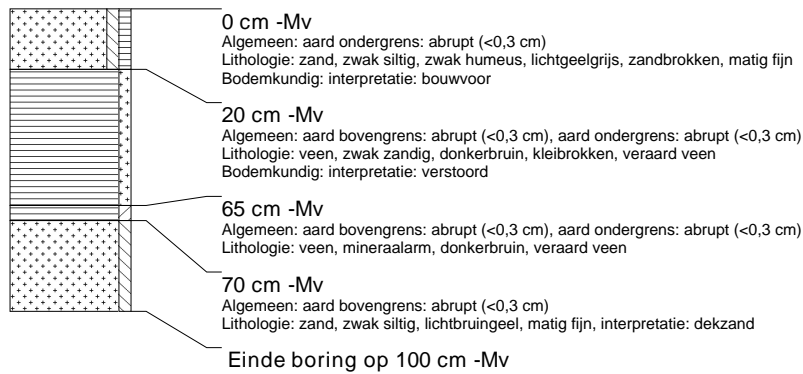 0 cm -Mv
Algemeen: aard ondergrens: abrupt (<0,3 cm)
Lithologie: zand, zwak siltig, zwak humeus, lichtgeelgrijs, zandbrokken, matig fijn
Bodemkundig: interpretatie: bouwvoor
20 cm -Mv
Algemeen: aard bovengrens: abrupt (<0,3 cm), aard ondergrens: abrupt (<0,3 cm)
Lithologie: veen, zwak zandig, donkerbruin, kleibrokken, veraard veen
Bodemkundig: interpretatie: verstoord
65 cm -Mv
Algemeen: aard bovengrens: abrupt (<0,3 cm), aard ondergrens: abrupt (<0,3 cm)
Lithologie: veen, mineraalarm, donkerbruin, veraard veen
70 cm -Mv
Algemeen: aard bovengrens: abrupt (<0,3 cm)
Lithologie: zand, zwak siltig, lichtbruingeel, matig fijn, interpretatie: dekzand
Einde boring op 100 cm -Mv